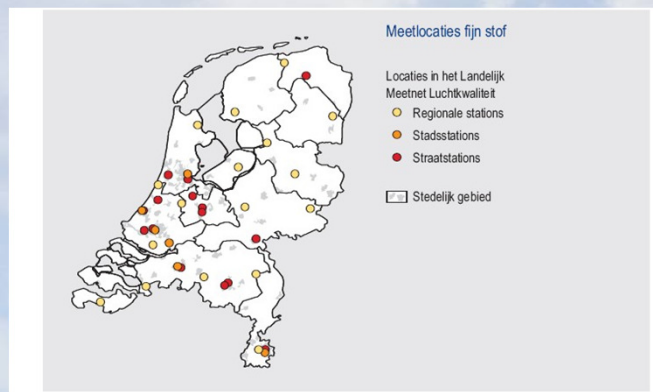 Meetlocaties fijn stof
Locaties in het Landelijk
Meetnet Luchtkwaliteit
Regionale stations
Stadsstations
Straatstations
Stedelijk gebied